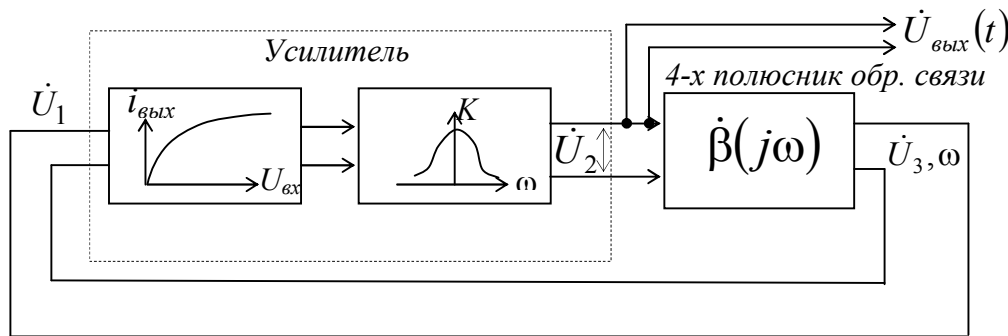 U̇вых(t)
Усилитель
4-х полюсник обр. связи
U̇₁
iвых
Uвх
K
ω
U̇₂
β̇(jω)
U̇₃, ω